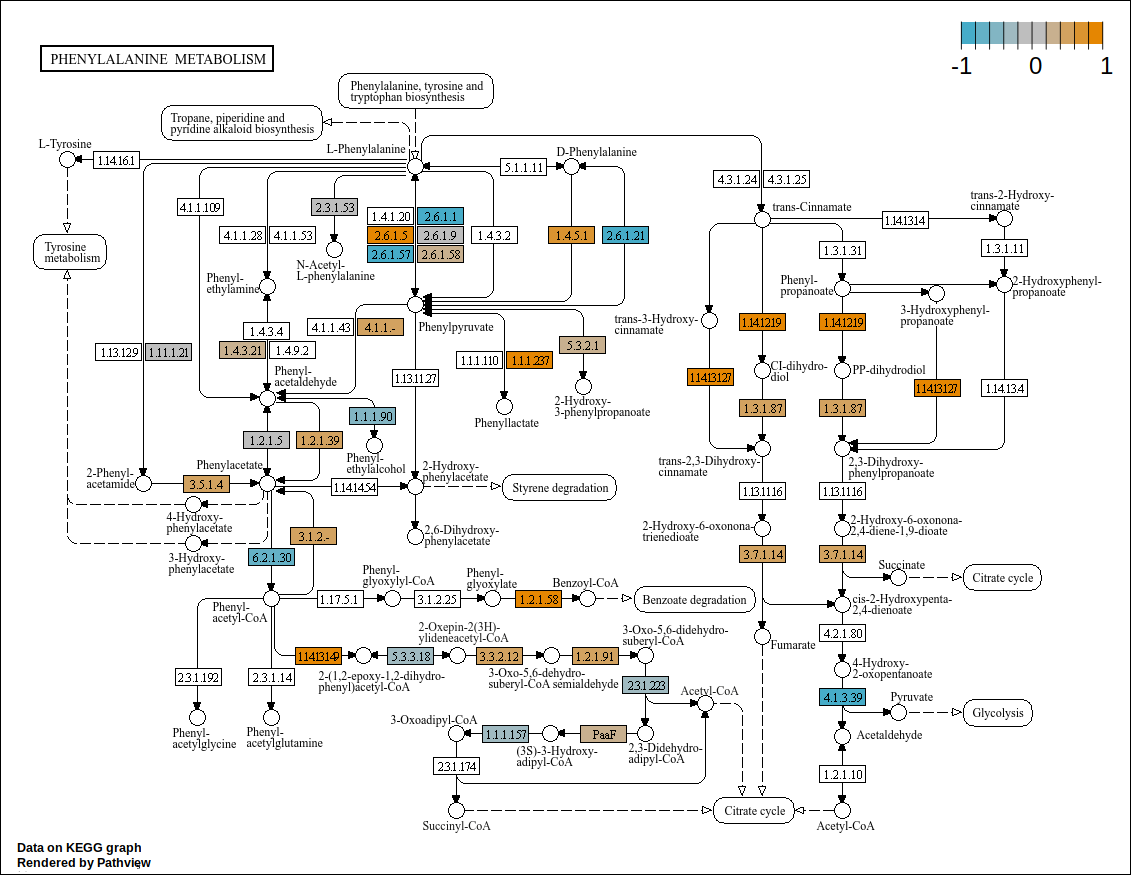 PHENYLALANINE METABOLISM
-1 0 1
Phenylalanine, tyrosine and
tryptophan biosynthesis
Tropane, piperidine and
pyridine alkaloid biosynthesis
L-Tyrosine
1.14.16.1
L-Phenylalanine
5.1.1.11
D-Phenylalanine
4.3.1.24 4.3.1.25
trans-Cinnamate
1.14.13.14
trans-2-Hydroxy-
cinnamate
4.1.1.109
2.3.1.53
1.4.1.20 2.6.1.1
4.1.1.28 4.1.1.53
2.6.1.5 2.6.1.9
1.4.3.2
1.4.5.1
2.6.1.21
2.6.1.57 2.6.1.58
1.3.1.31
1.3.1.11
Tyrosine
metabolism
N-Acetyl-
L-phenylalanine
Phenyl-
ethylamine
Phenyl-
propanoate
2-Hydroxyphenyl-
propanoate
3-Hydroxyphenyl-
propanoate
trans-3-Hydroxy-
cinnamate
1.14.12.19
1.14.12.19
1.4.3.4
4.1.1.43 4.1.1.-
Phenylpyruvate
1.13.12.9 1.11.1.21
1.4.3.21 1.4.9.2
1.1.1.110 1.1.1.237
5.3.2.1
Phenyl-
acetaldehyde
1.13.11.27
CI-dihydro-
diol
PP-dihydrodiol
1.14.13.127
1.14.13.127
1.14.13.4
2-Hydroxy-
3-phenylpropanoate
Phenyllactate
1.1.1.90
1.3.1.87
1.3.1.87
1.2.1.5 1.2.1.39
Phenyl-
ethylalcohol
2-Phenyl-
acetamide
3.5.1.4
Phenylacetate
1.14.14.54
2-Hydroxy-
phenylacetate
Styrene degradation
trans-2,3-Dihydroxy-
cinnamate
2,3-Dihydroxy-
phenylpropanoate
1.13.11.16
1.13.11.16
4-Hydroxy-
phenylacetate
3-Hydroxy-
phenylacetate
3.1.2.-
6.2.1.30
2,6-Dihydroxy-
phenylacetate
2-Hydroxy-6-oxonona-
trienedioate
2-Hydroxy-6-oxonona-
2,4-diene-1,9-dioate
3.7.1.14
3.7.1.14
Succinate
Citrate cycle
Phenyl-
acetyl-CoA
1.17.5.1
Phenyl-
glyoxylyl-CoA
3.1.2.25
Phenyl-
glyoxylate
1.2.1.58
Benzoyl-CoA
Benzoate degradation
cis-2-Hydroxypenta-
2,4-dienoate
Fumarate
4.2.1.80
2-Oxepin-2(3H)-
ylideneacetyl-CoA
3-Oxo-5,6-didehydro-
suberyl-CoA
1.14.13.149
5.3.3.18
3.3.2.12
1.2.1.91
2-(1,2-epoxy-1,2-dihydro-
phenyl)acetyl-CoA
3-Oxo-5,6-dehydro-
suberyl-CoA semialdehyde
2.3.1.223
Acetyl-CoA
4-Hydroxy-
2-oxopentanoate
2.3.1.192
2.3.1.14
4.1.3.39
Pyruvate
Glycolysis
Acetaldehyde
Phenyl-
acetylglycine
Phenyl-
acetylglutamine
3-Oxoadipyl-CoA
1.1.1.157
(3S)-3-Hydroxy-
adipyl-CoA
PaaF
2,3-Didehydro-
adipyl-CoA
2.3.1.174
1.2.1.10
Succinyl-CoA
Citrate cycle
Acetyl-CoA
Data on KEGG graph
Rendered by Pathview